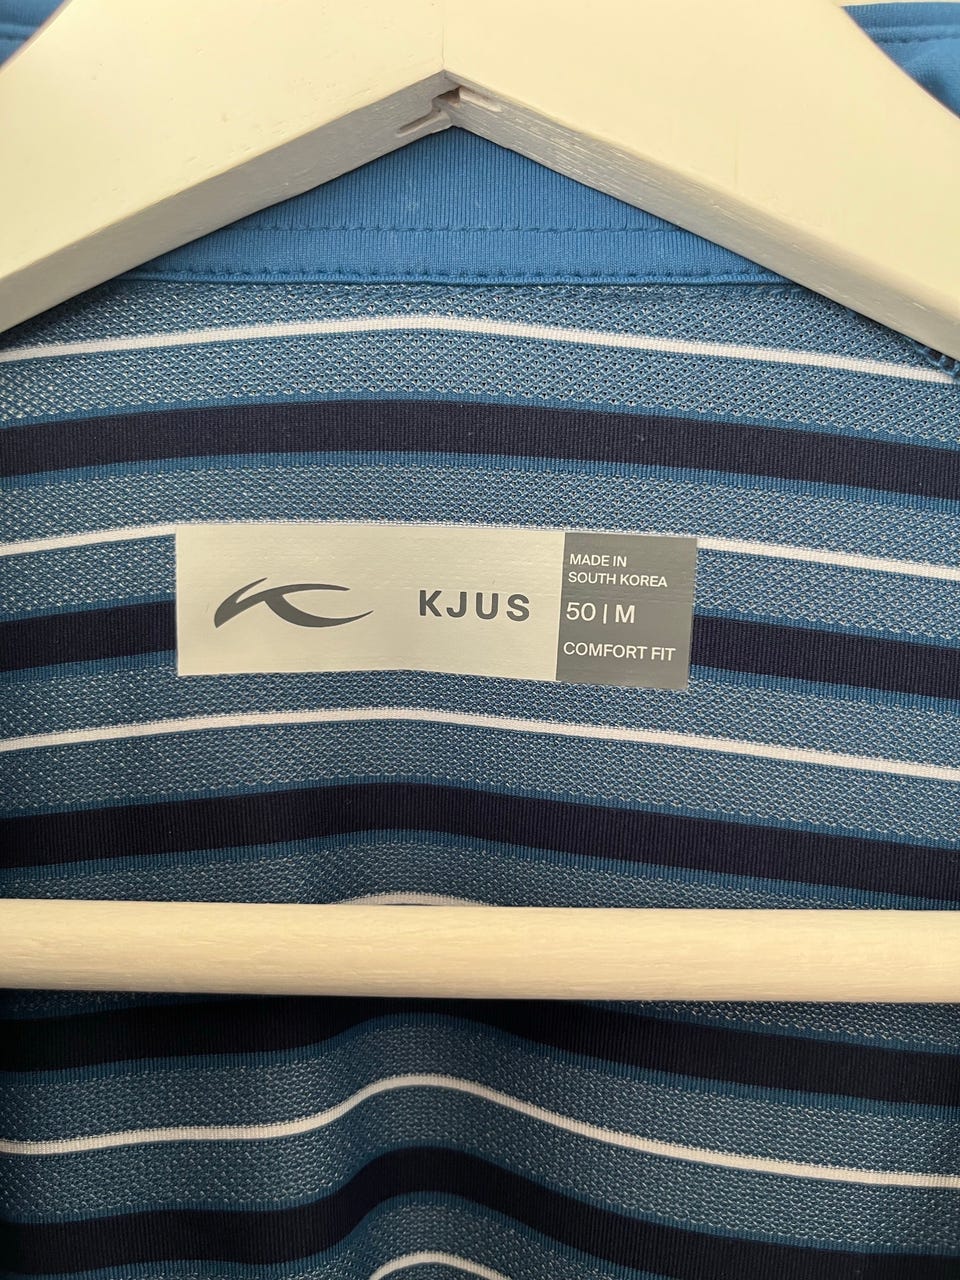 KJUS
MADE IN
SOUTH KOREA
50 | M
COMFORT FIT